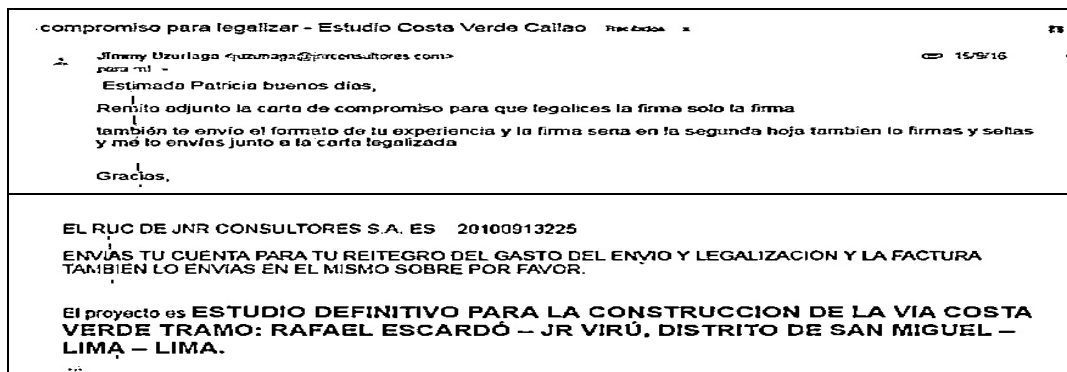 compromiso para legalizar - Estudio Costa Verde Callao
Jimmy Uzuriaga
15/9/16
para mí
Estimada Patricia buenos días,
Remito adjunto la carta de compromiso para que legalices la firma solo la firma
también te envío el formato de tu experiencia y la firma seria en la segunda hoja tambien lo firmas y sellas
y me lo envías junto a la carta legalizada
Gracias,
EL RUC DE JNR CONSULTORES S.A. ES 20100913225
ENVIAS TU CUENTA PARA TU REITEGRO DEL GASTO DEL ENVIO Y LEGALIZACION Y LA FACTURA
TAMBIEN LO ENVIAS EN EL MISMO SOBRE POR FAVOR.
El proyecto es ESTUDIO DEFINITIVO PARA LA CONSTRUCCION DE LA VIA COSTA
VERDE TRAMO: RAFAEL ESCARDÓ – JR VIRÚ, DISTRITO DE SAN MIGUEL –
LIMA – LIMA.